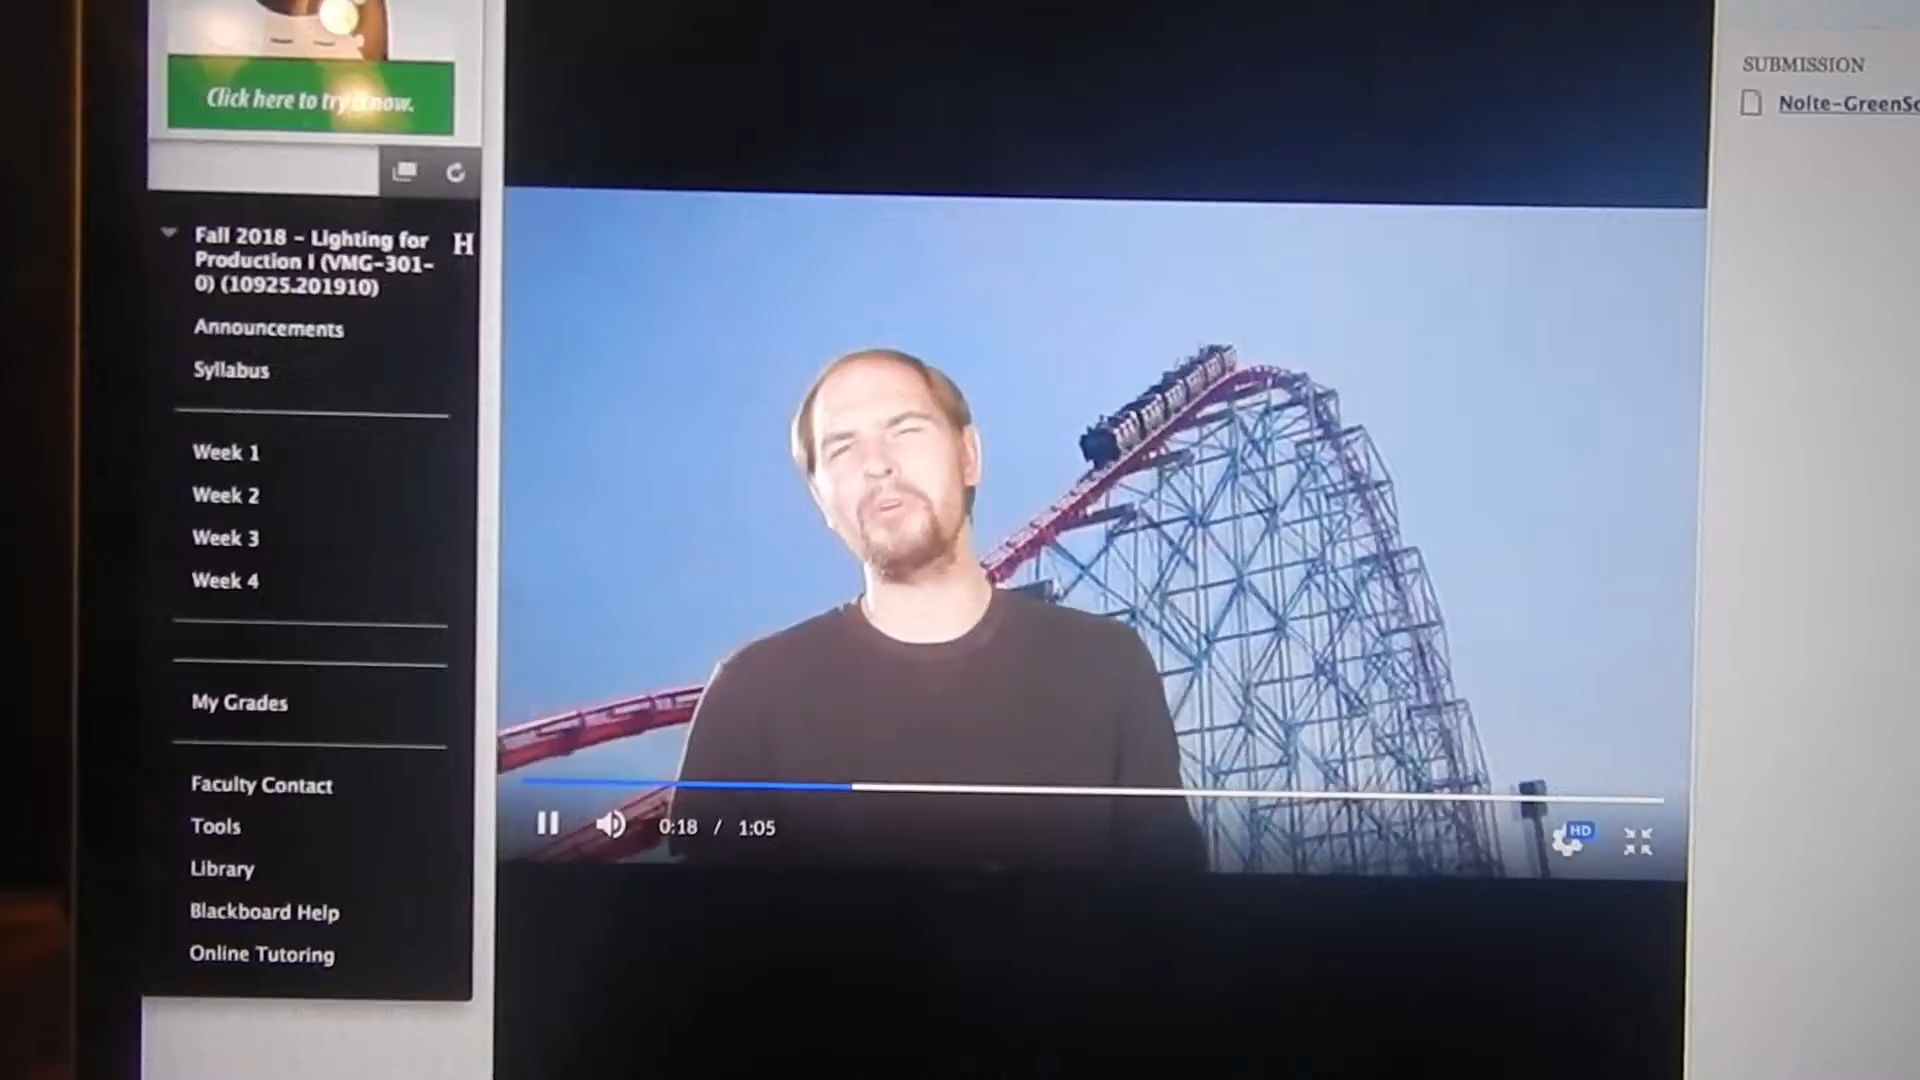 Click here to try it now.
Fall 2018 - Lighting for
Production I (VMG-301-
0) (10925.201910)
H
Announcements
Syllabus
Week 1
Week 2
Week 3
Week 4
My Grades
Faculty Contact
Tools
Library
Blackboard Help
Online Tutoring
0:18 / 1:05
HD
SUBMISSION
Nolte-GreenSc